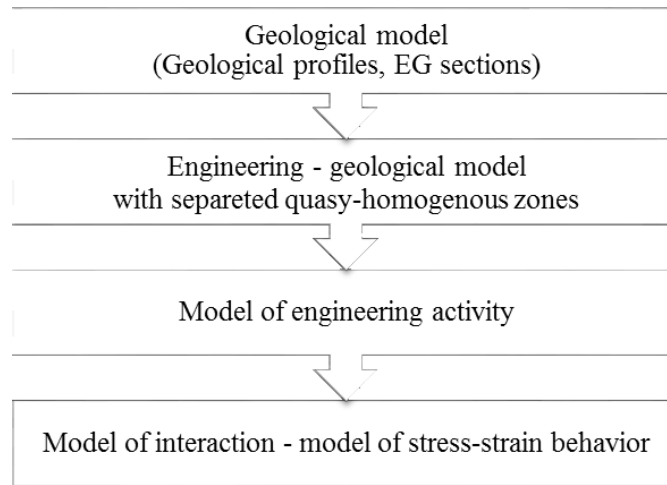 Geological model
(Geological profiles, EG sections)
Engineering - geological model
with separeted quasy-homogenous zones
Model of engineering activity
Model of interaction - model of stress-strain behavior